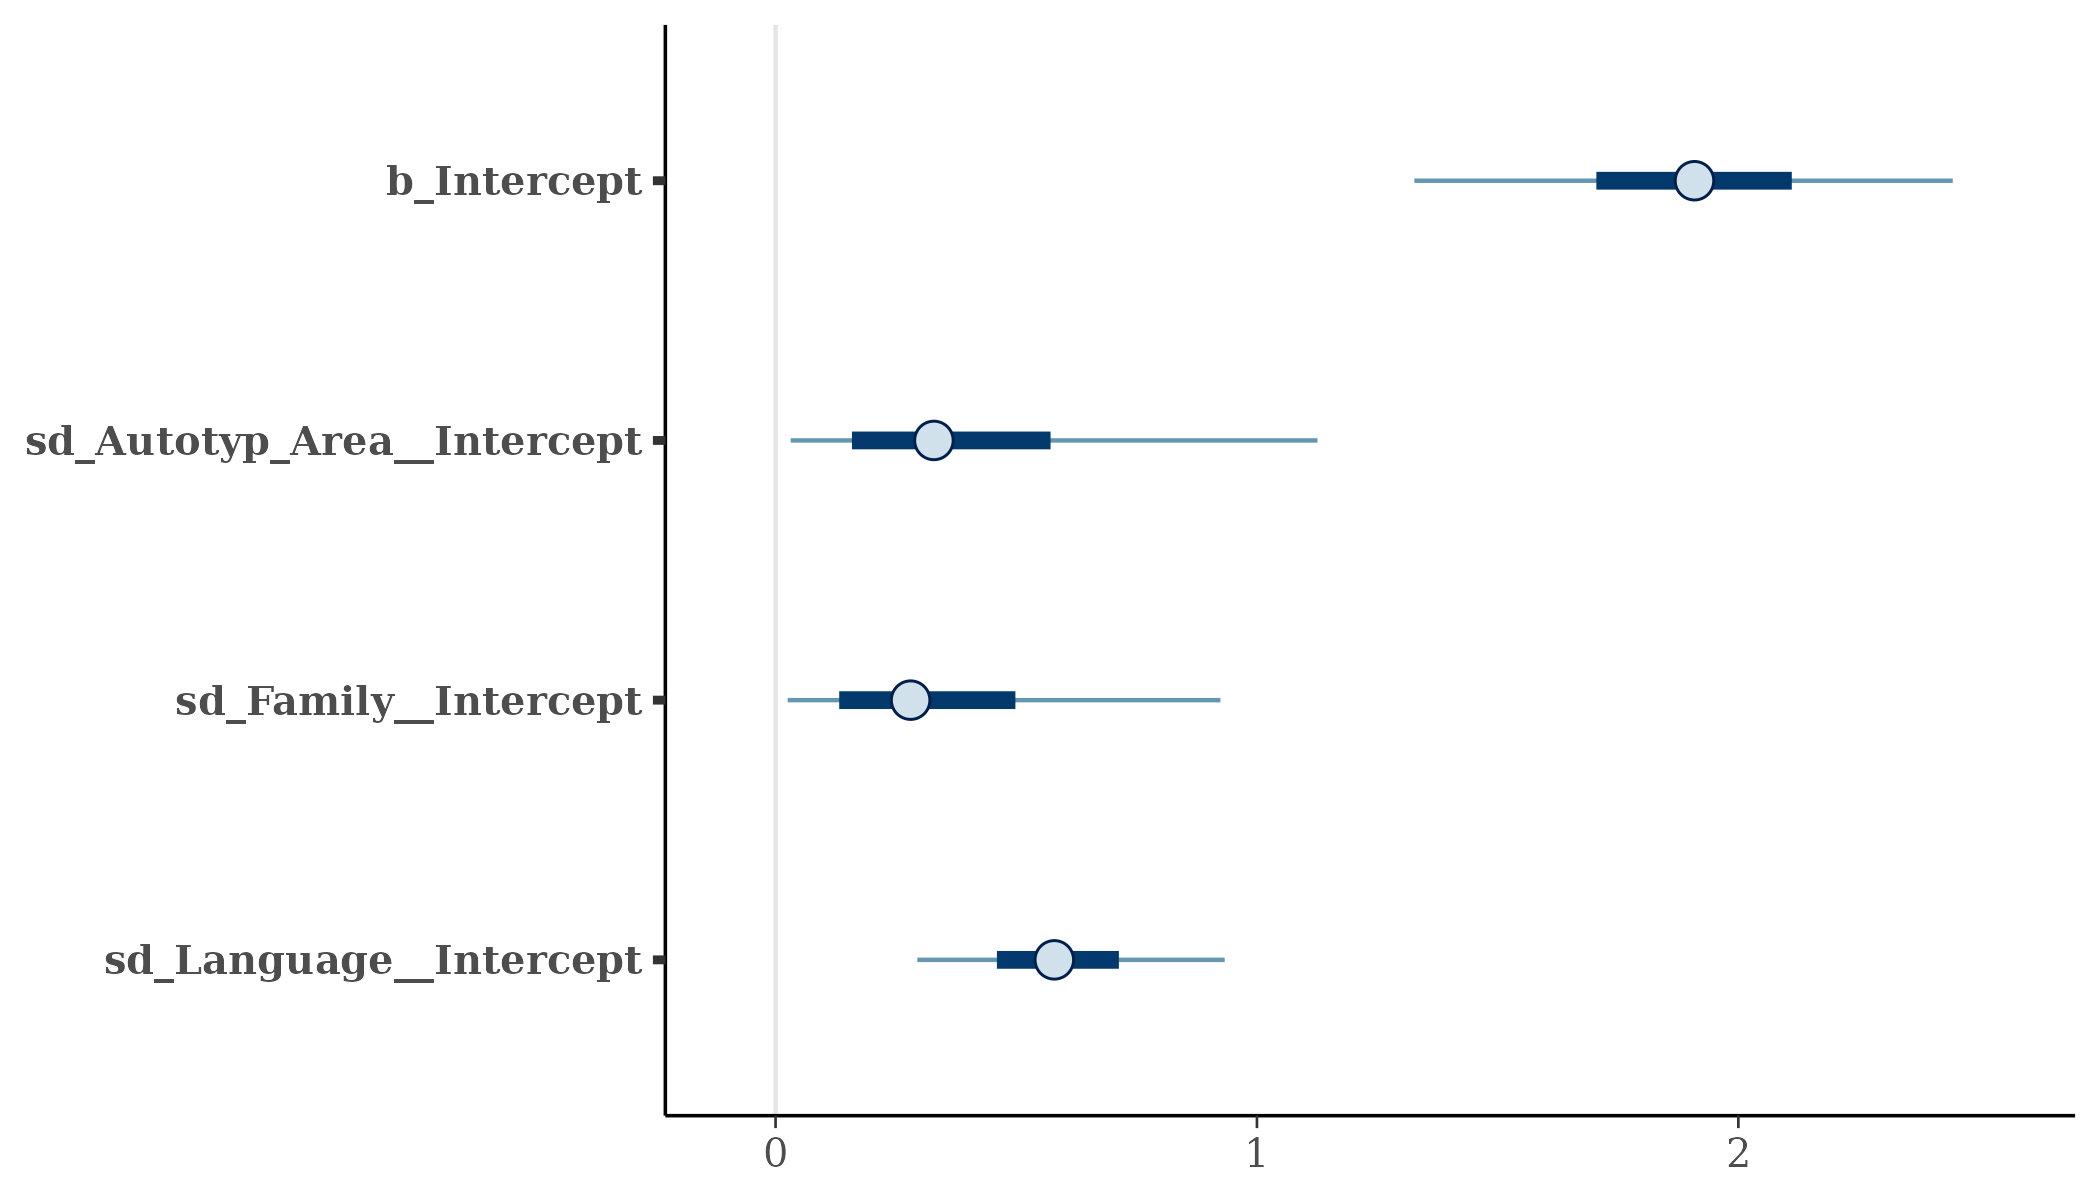 b_Intercept
sd_Autotyp_Area__Intercept
sd_Family__Intercept
sd_Language__Intercept
0 1 2